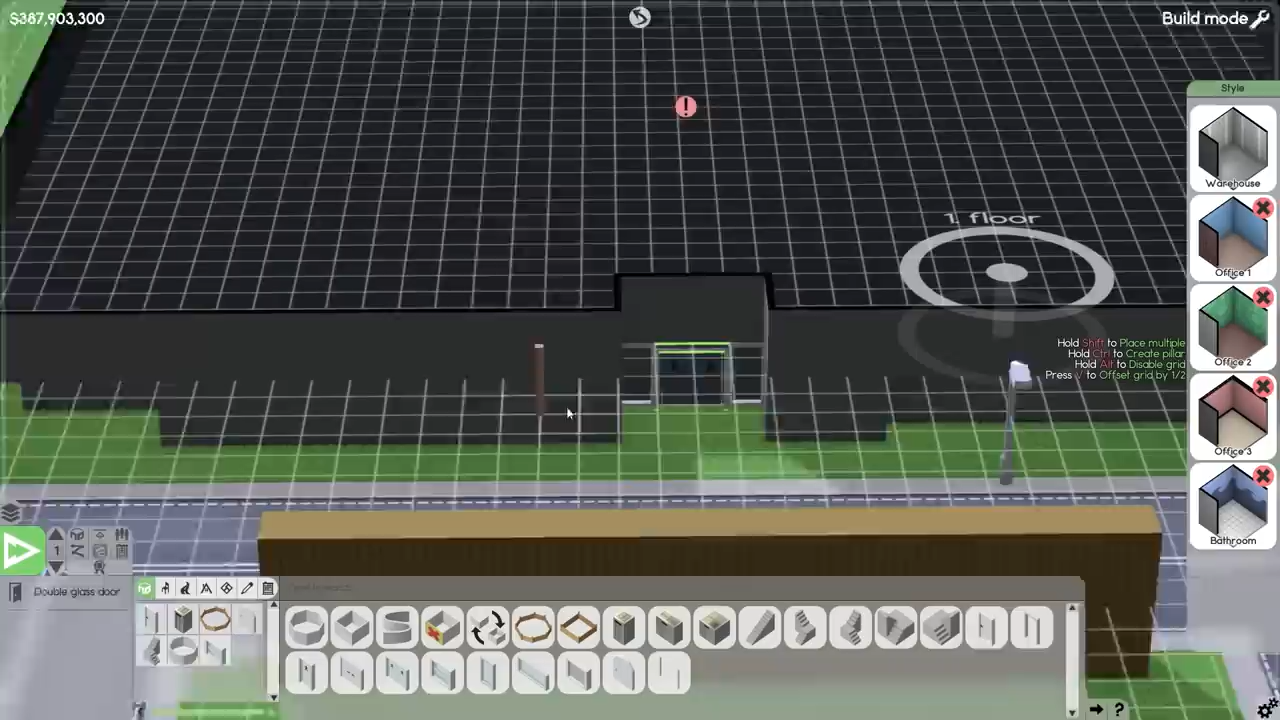 $387,903,300
Build mode
Style
Warehouse
Office 1
1. floor
Office 2
Hold Shift to Place multiple
Hold Ctrl to Create pillar
Hold Alt to Disable grid
to Offset grid by 1/2
Press
Office 3
Bathroom
1
Double glass door
?